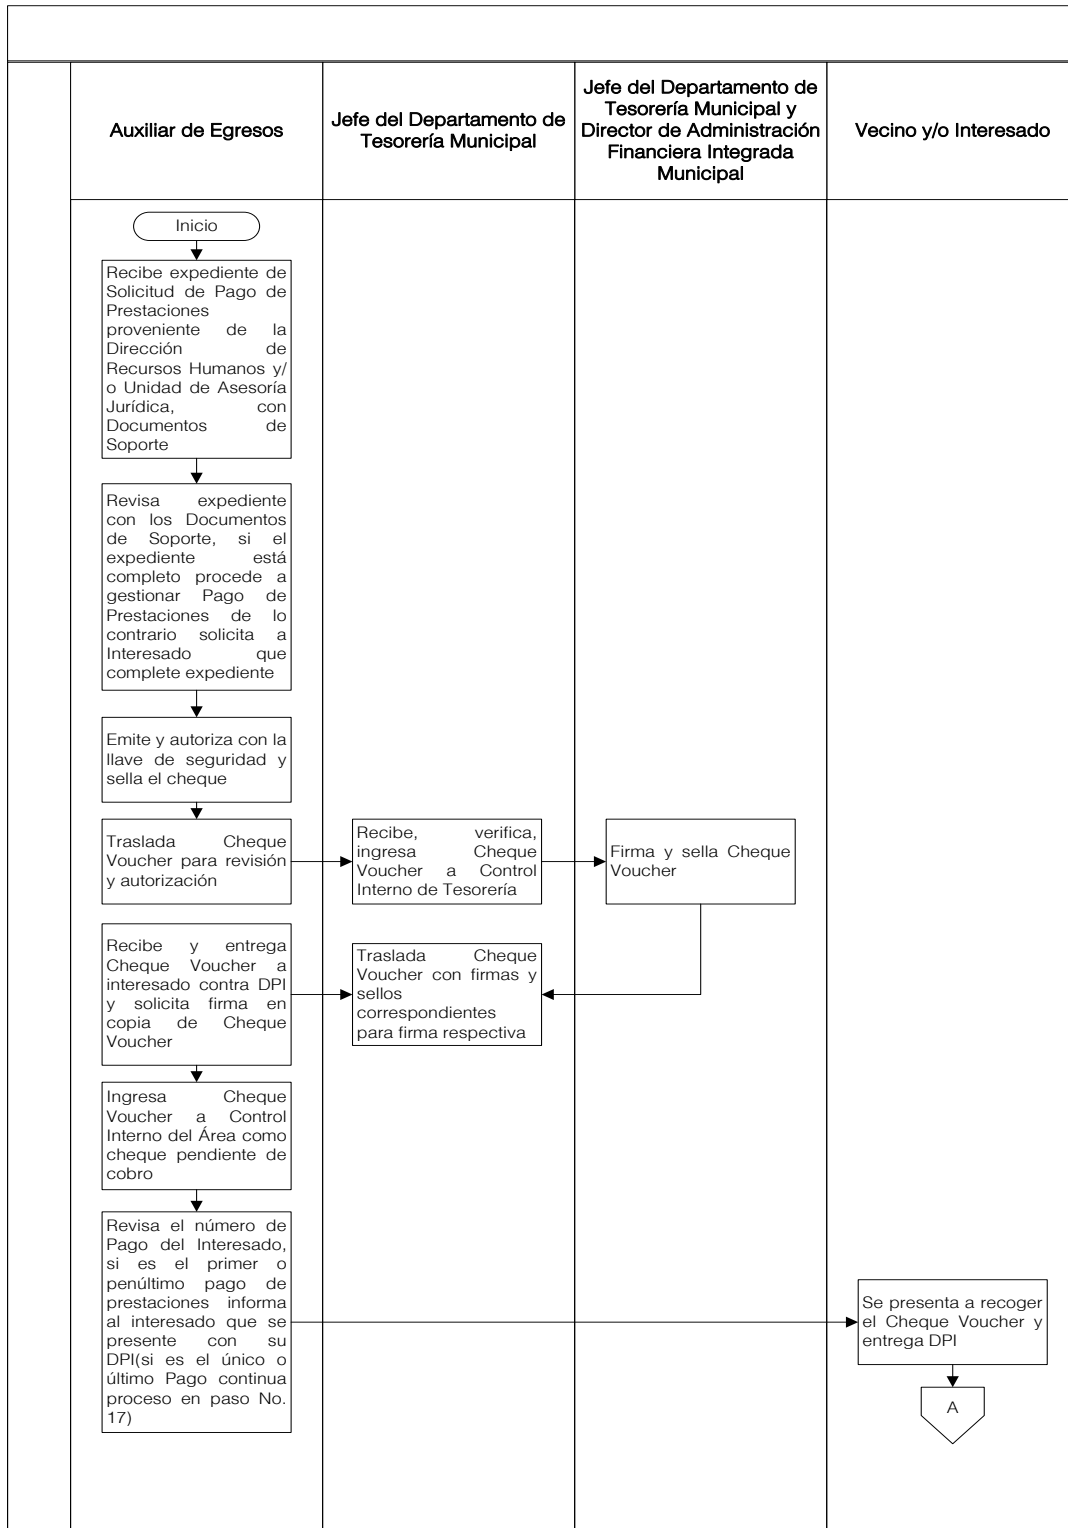 Auxiliar de Egresos
Jefe del Departamento de
Tesorería Municipal
Jefe del Departamento de
Tesorería Municipal y
Director de Administración
Financiera Integrada
Municipal
Vecino y/o Interesado
Inicio
Recibe expediente de
Solicitud de Pago de
Prestaciones
proveniente de la
Dirección de
Recursos Humanos y/
o Unidad de Asesoría
Jurídica, con
Documentos de
Soporte
Revisa expediente
con los Documentos
de Soporte, si el
expediente está
completo procede a
gestionar Pago de
Prestaciones de lo
contrario solicita a
Interesado que
complete expediente
Emite y autoriza con la
llave de seguridad y
sella el cheque
Traslada Cheque
Voucher para revisión
y autorización
Recibe, verifica,
ingresa Cheque
Voucher a Control
Interno de Tesorería
Firma y sella Cheque
Voucher
Recibe y entrega
Cheque Voucher a
interesado contra DPI
y solicita firma en
copia de Cheque
Voucher
Traslada Cheque
Voucher con firmas y
sellos
correspondientes
para firma respectiva
Ingresa Cheque
Voucher a Control
Interno del Área como
cheque pendiente de
cobro
Revisa el número de
Pago del Interesado,
si es el primer o
penúltimo pago de
prestaciones informa
al interesado que se
presente con su
DPI(si es el único o
último Pago continua
proceso en paso No.
17)
Se presenta a recoger
el Cheque Voucher y
entrega DPI
A